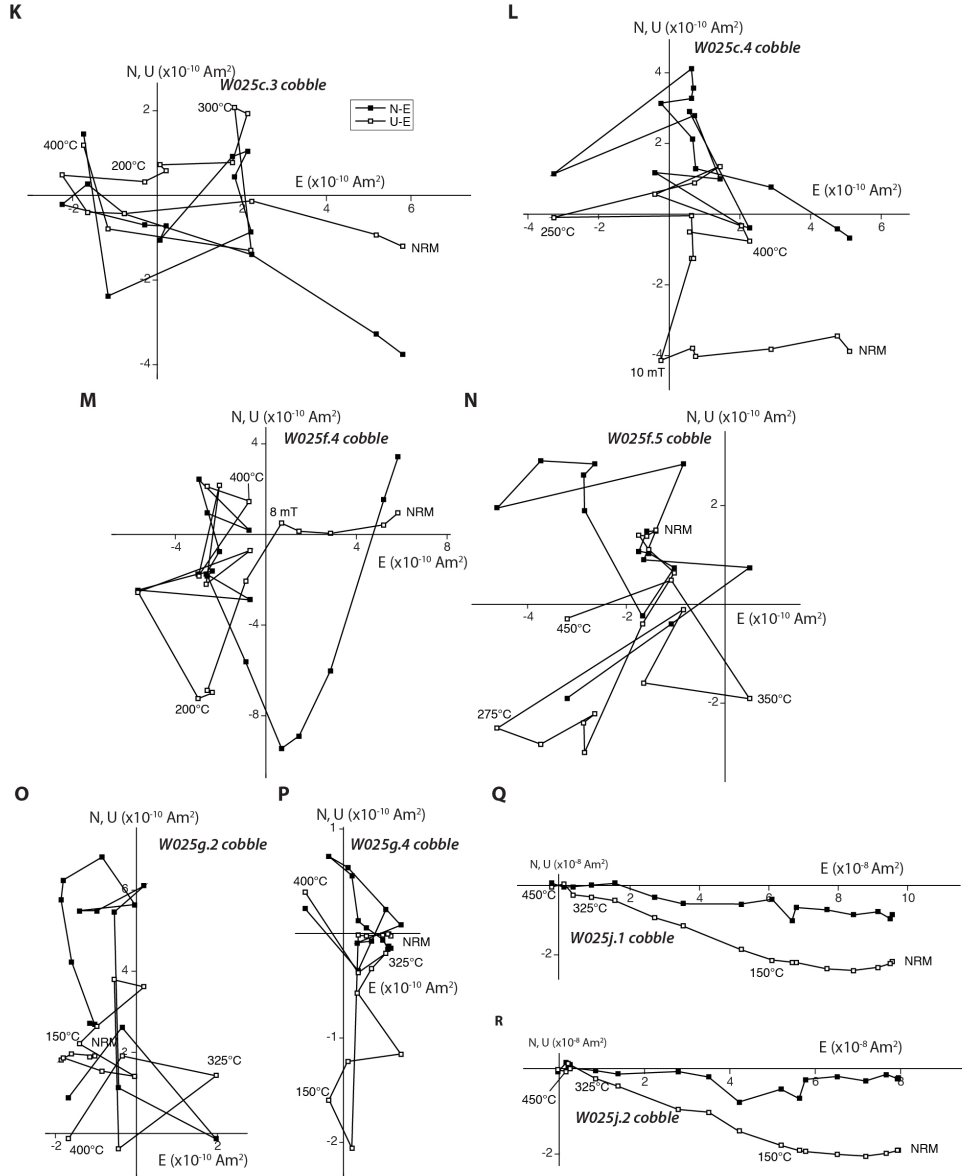 K
N, U (x10-10 Am2)
W025c.3 cobble
N-E
U-E
300°C
400°C
200°C
2
E (x10-10 Am2)
-2
2
4
6
NRM
-2
-4
L
N, U (x10-10 Am2)
W025c.4 cobble
4
2
E (x10-10 Am2)
-4
-2
2
4
6
250°C
400°C
-2
-4
10 mT
NRM
M
N, U (x10-10 Am2)
W025f.4 cobble
4
400°C
8 mT
NRM
-4
4
8
E (x10-10 Am2)
-4
200°C
-8
N
N, U (x10-10 Am2)
W025f.5 cobble
2
NRM
-4
-2
E (x10-10 Am2)
450°C
-2
350°C
275°C
O
N, U (x10-10 Am2)
W025g.2 cobble
6
4
150°C
NRM
2
325°C
-2
2
400°C
E (x10-10 Am2)
P
N, U (x10-10 Am2)
1
W025g.4 cobble
400°C
NRM
325°C
E (x10-10 Am2)
-1
150°C
-2
Q
N, U (x10-8 Am2)
E (x10-8 Am2)
450°C
2
4
6
8
10
325°C
W025j.1 cobble
-2
150°C
NRM
R
N, U (x10-8 Am2)
E (x10-8 Am2)
325°C
2
4
6
8
450°C
W025j.2 cobble
150°C
NRM
-2